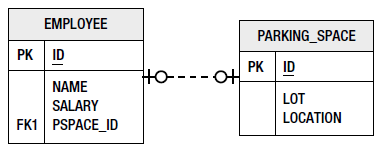 EMPLOYEE
PK ID
NAME
SALARY
FK1 PSPACE_ID
PARKING_SPACE
PK ID
LOT
LOCATION